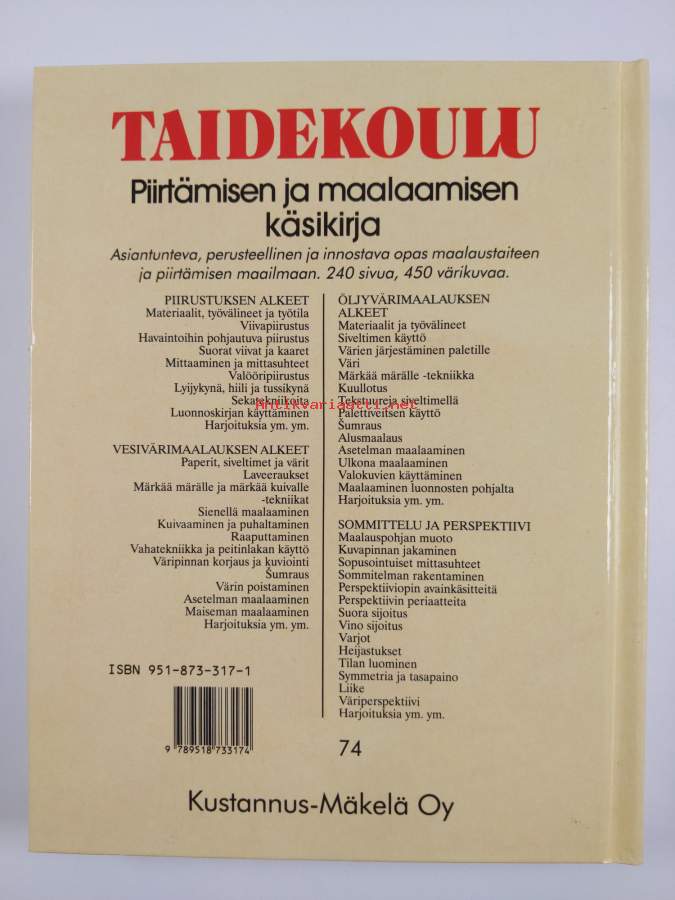 TAIDEKOULU
Piirtämisen ja maalaamisen
käsikirja
Asiantunteva, perusteellinen ja innostava opas maalaustaiteen
ja piirtämisen maailmaan. 240 sivua, 450 värikuvaa.
PIIRUSTUKSEN ALKEET
Materiaalit, työvälineet ja työtila
Viivapiirustus
Havaintoihin pohjautuva piirustus
Suorat viivat ja kaaret
Mittaaminen ja mittasuhteet
Valööripiirustus
Lyijykynä, hiili ja tussikynä
Sekatekniikoita
Luonnoskirjan käyttäminen
Harjoituksia ym. ym.
VESIVÄRIMAALAUKSEN ALKEET
Paperit, siveltimet ja värit
Laveeraukset
Märkää märälle ja märkää kuivalle
-tekniikat
Sienellä maalaaminen
Kuivaaminen ja puhaltaminen
Raaputtaminen
Vahatekniikka ja peitinlakan käyttö
Väripinnan korjaus ja kuviointi
Šumraus
Värin poistaminen
Asetelman maalaaminen
Maiseman maalaaminen
Harjoituksia ym. ym.
ÖLJYVÄRIMAALAUKSEN
ALKEET
Materiaalit ja työvälineet
Siveltimen käyttö
Värien järjestäminen paletille
Väri
Märkää märälle -tekniikka
Kuullotus
Tekstuureja siveltimellä
Palettiveitsen käyttö
Šumraus
Alusmaalaus
Asetelman maalaaminen
Ulkona maalaaminen
Valokuvien käyttäminen
Maalaaminen luonnosten pohjalta
Harjoituksia ym. ym.
SOMMITTELU JA PERSPEKTIIVI
Maalauspohjan muoto
Kuvapinnan jakaminen
Sopusointuiset mittasuhteet
Sommitelman rakentaminen
Perspektiiviopin avainkäsitteitä
Perspektiivin periaatteita
Suora sijoitus
Vino sijoitus
Varjot
Heijastukset
Tilan luominen
Symmetria ja tasapaino
Liike
Väriperspektiivi
Harjoituksia ym. ym.
Antikvariaatti.net
ISBN 951-873-317-1
9 789518 733174
74
Kustannus-Mäkelä Oy